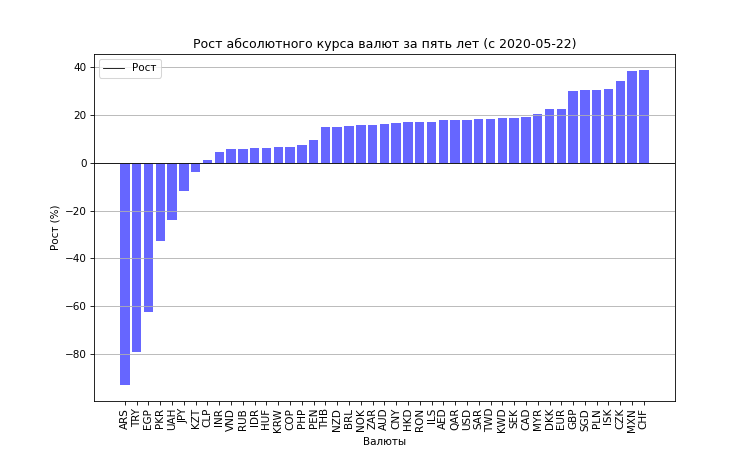 Рост абсолютного курса валют за пять лет (с 2020-05-22)
Рост
40
20
0
−20
−40
−60
−80
Рост (%)
ARS TRY EGP PKR UAH JPY KZT CLP INR VND RUB IDR HUF KRW COP PHP PEN THB NZD BRL NOK ZAR AUD CNY HKD RON ILS AED QAR USD SAR TWD KWD SEK CAD MYR DKK EUR GBP SGD PLN ISK CZK MXN CHF
Валюты